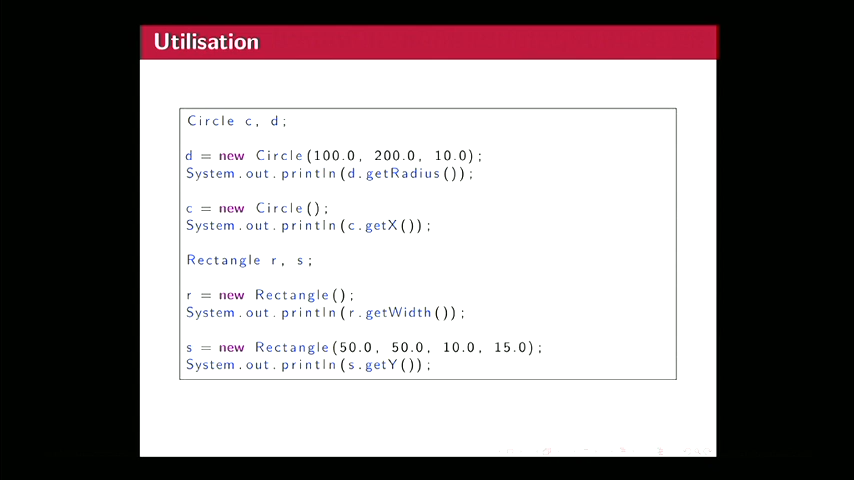 Utilisation
Circle c, d;
d = new Circle(100.0, 200.0, 10.0);
System.out.println(d.getRadius());
c = new Circle();
System.out.println(c.getX());
Rectangle r, s;
r = new Rectangle();
System.out.println(r.getWidth());
s = new Rectangle(50.0, 50.0, 10.0, 15.0);
System.out.println(s.getY());